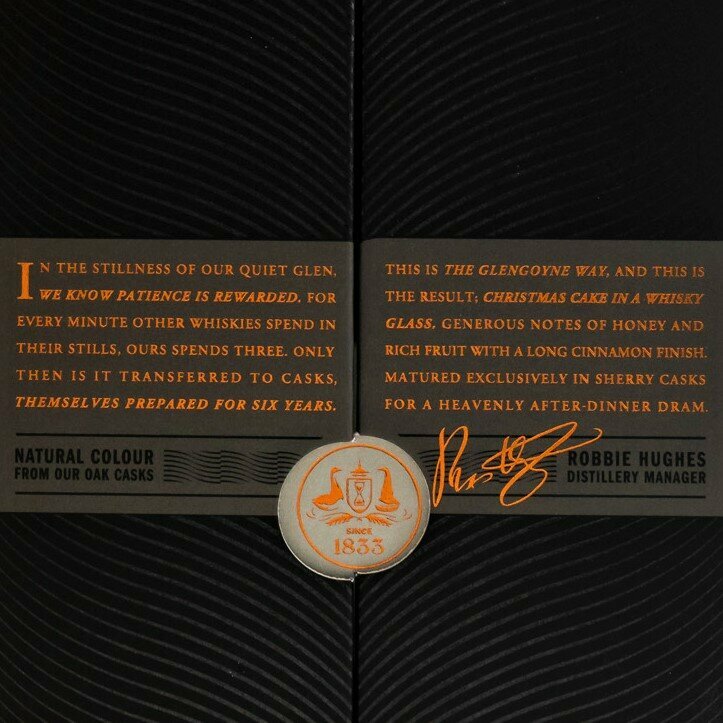 IN THE STILLNESS OF OUR QUIET GLEN,
WE KNOW PATIENCE IS REWARDED. FOR
EVERY MINUTE OTHER WHISKIES SPEND IN
THEIR STILLS, OURS SPENDS THREE. ONLY
THEN IS IT TRANSFERRED TO CASKS,
THEMSELVES PREPARED FOR SIX YEARS.
NATURAL COLOUR
FROM OUR OAK CASKS
THIS IS THE GLENGOYNE WAY, AND THIS IS
THE RESULT; CHRISTMAS CAKE IN A WHISKY
GLASS. GENEROUS NOTES OF HONEY AND
RICH FRUIT WITH A LONG CINNAMON FINISH.
MATURED EXCLUSIVELY IN SHERRY CASKS
FOR A HEAVENLY AFTER-DINNER DRAM.
ROBBIE HUGHES
DISTILLERY MANAGER
SINCE
1833